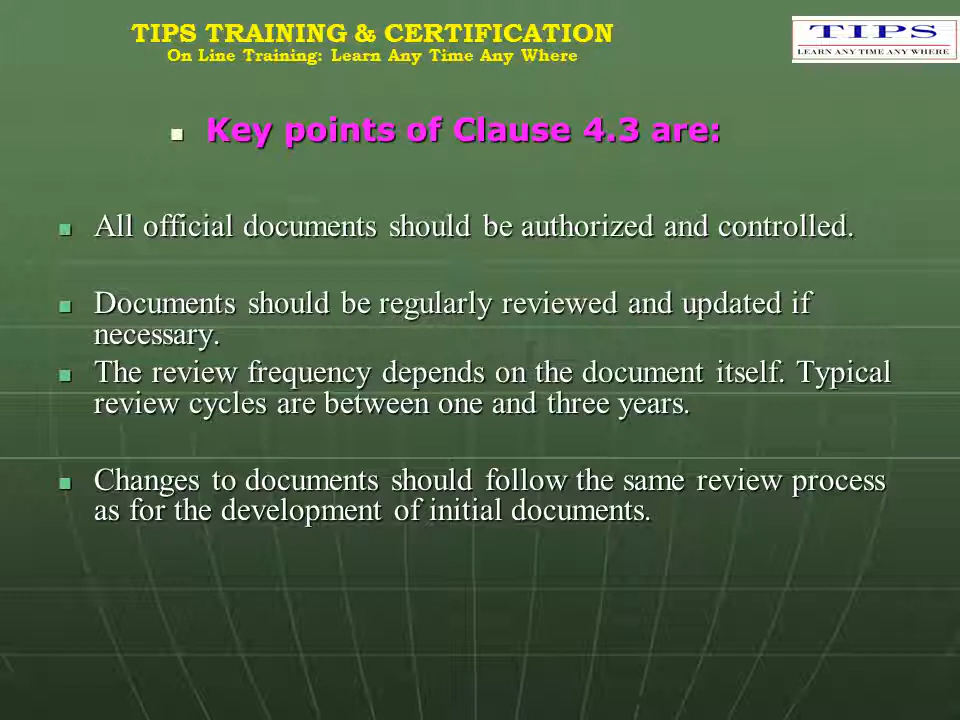 TIPS TRAINING & CERTIFICATION
On Line Training: Learn Any Time Any Where
TIPS
LEARN ANY TIME ANY WHERE
Key points of Clause 4.3 are:
All official documents should be authorized and controlled.
Documents should be regularly reviewed and updated if
necessary.
The review frequency depends on the document itself. Typical
review cycles are between one and three years.
Changes to documents should follow the same review process
as for the development of initial documents.